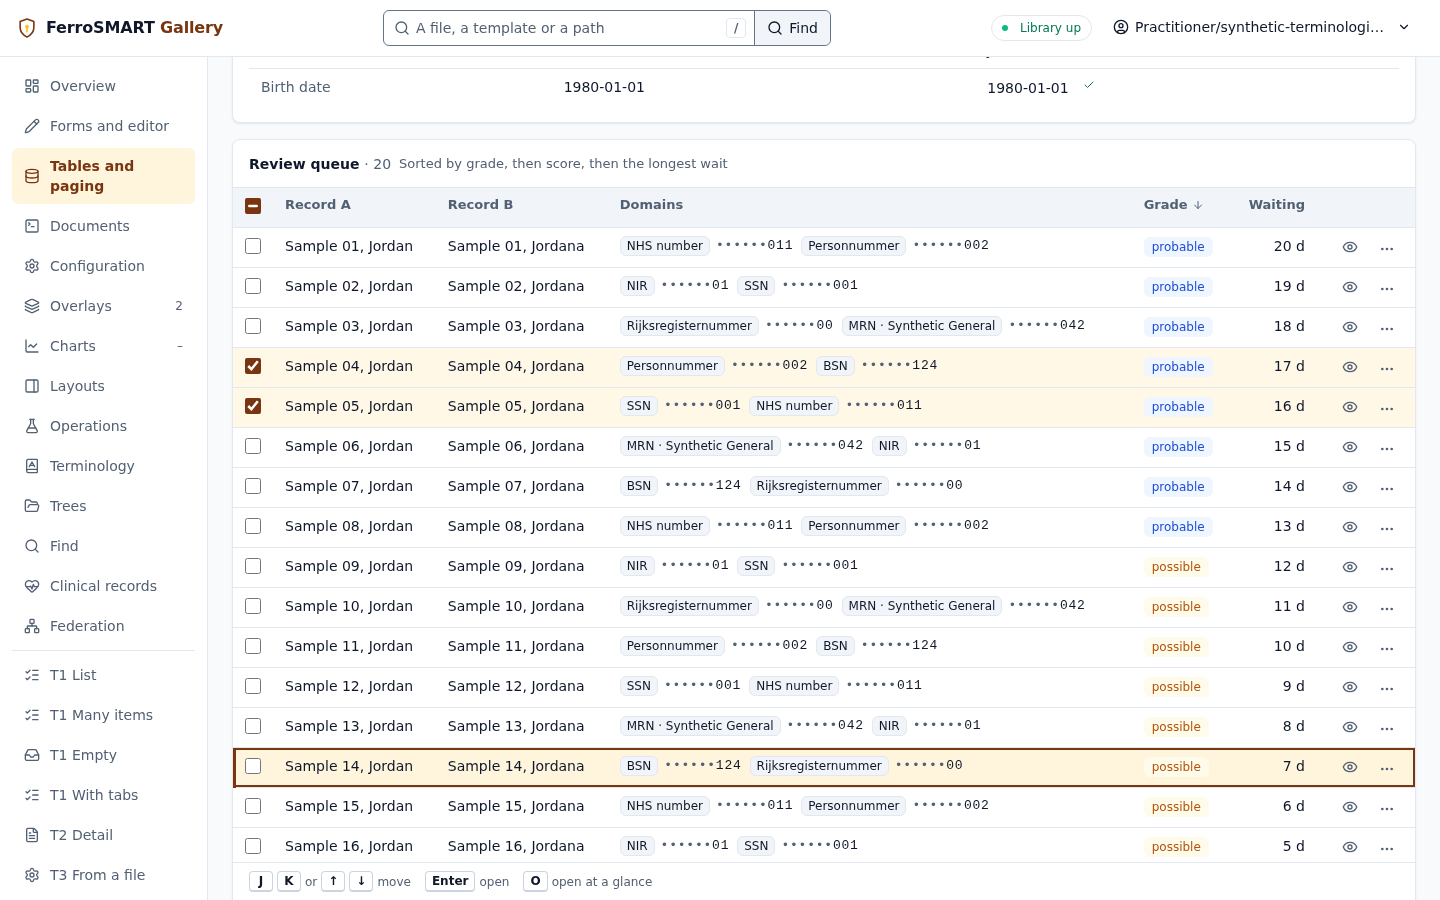 FerroSMART Gallery
A file, a template or a path
/
Find
Library up
Practitioner/synthetic-terminologi...
Overview
Forms and editor
Tables and
paging
Documents
Configuration
Overlays 2
Charts –
Layouts
Operations
Terminology
Trees
Find
Clinical records
Federation
T1 List
T1 Many items
T1 Empty
T1 With tabs
T2 Detail
T3 From a file
Birth date 1980-01-01 1980-01-01
Review queue · 20 Sorted by grade, then score, then the longest wait
Record A Record B Domains Grade ↓ Waiting
Sample 01, Jordan Sample 01, Jordana NHS number ••••••011 Personnummer ••••••002 probable 20 d
Sample 02, Jordan Sample 02, Jordana NIR ••••••01 SSN ••••••001 probable 19 d
Sample 03, Jordan Sample 03, Jordana Rijksregisternummer ••••••00 MRN · Synthetic General ••••••042 probable 18 d
Sample 04, Jordan Sample 04, Jordana Personnummer ••••••002 BSN ••••••124 probable 17 d
Sample 05, Jordan Sample 05, Jordana SSN ••••••001 NHS number ••••••011 probable 16 d
Sample 06, Jordan Sample 06, Jordana MRN · Synthetic General ••••••042 NIR ••••••01 probable 15 d
Sample 07, Jordan Sample 07, Jordana BSN ••••••124 Rijksregisternummer ••••••00 probable 14 d
Sample 08, Jordan Sample 08, Jordana NHS number ••••••011 Personnummer ••••••002 probable 13 d
Sample 09, Jordan Sample 09, Jordana NIR ••••••01 SSN ••••••001 possible 12 d
Sample 10, Jordan Sample 10, Jordana Rijksregisternummer ••••••00 MRN · Synthetic General ••••••042 possible 11 d
Sample 11, Jordan Sample 11, Jordana Personnummer ••••••002 BSN ••••••124 possible 10 d
Sample 12, Jordan Sample 12, Jordana SSN ••••••001 NHS number ••••••011 possible 9 d
Sample 13, Jordan Sample 13, Jordana MRN · Synthetic General ••••••042 NIR ••••••01 possible 8 d
Sample 14, Jordan Sample 14, Jordana BSN ••••••124 Rijksregisternummer ••••••00 possible 7 d
Sample 15, Jordan Sample 15, Jordana NHS number ••••••011 Personnummer ••••••002 possible 6 d
Sample 16, Jordan Sample 16, Jordana NIR ••••••01 SSN ••••••001 possible 5 d
J K or ↑ ↓ move Enter open O open at a glance